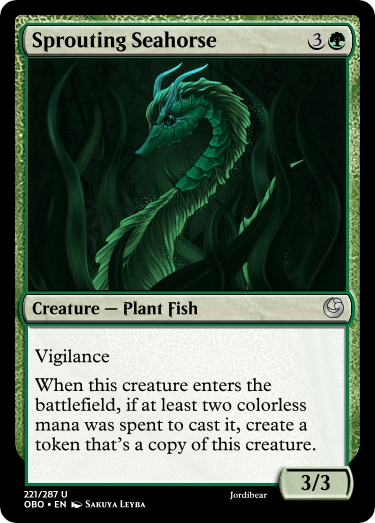 Sprouting Seahorse 3
Creature — Plant Fish
Vigilance
When this creature enters the
battlefield, if at least two colorless
mana was spent to cast it, create a
token that's a copy of this creature.
3/3
221/287 U
OBO • EN Sakuya Leyba
Jordibear